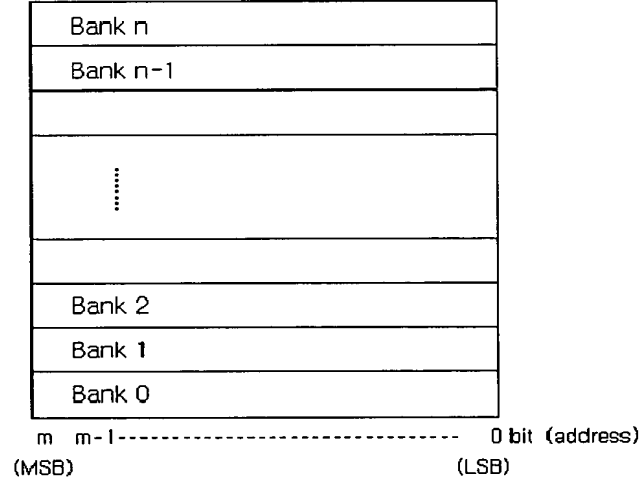 Bank n
Bank n-1
Bank 2
Bank 1
Bank 0
m m-1-------------------------------- 0 bit (address)
(MSB) (LSB)